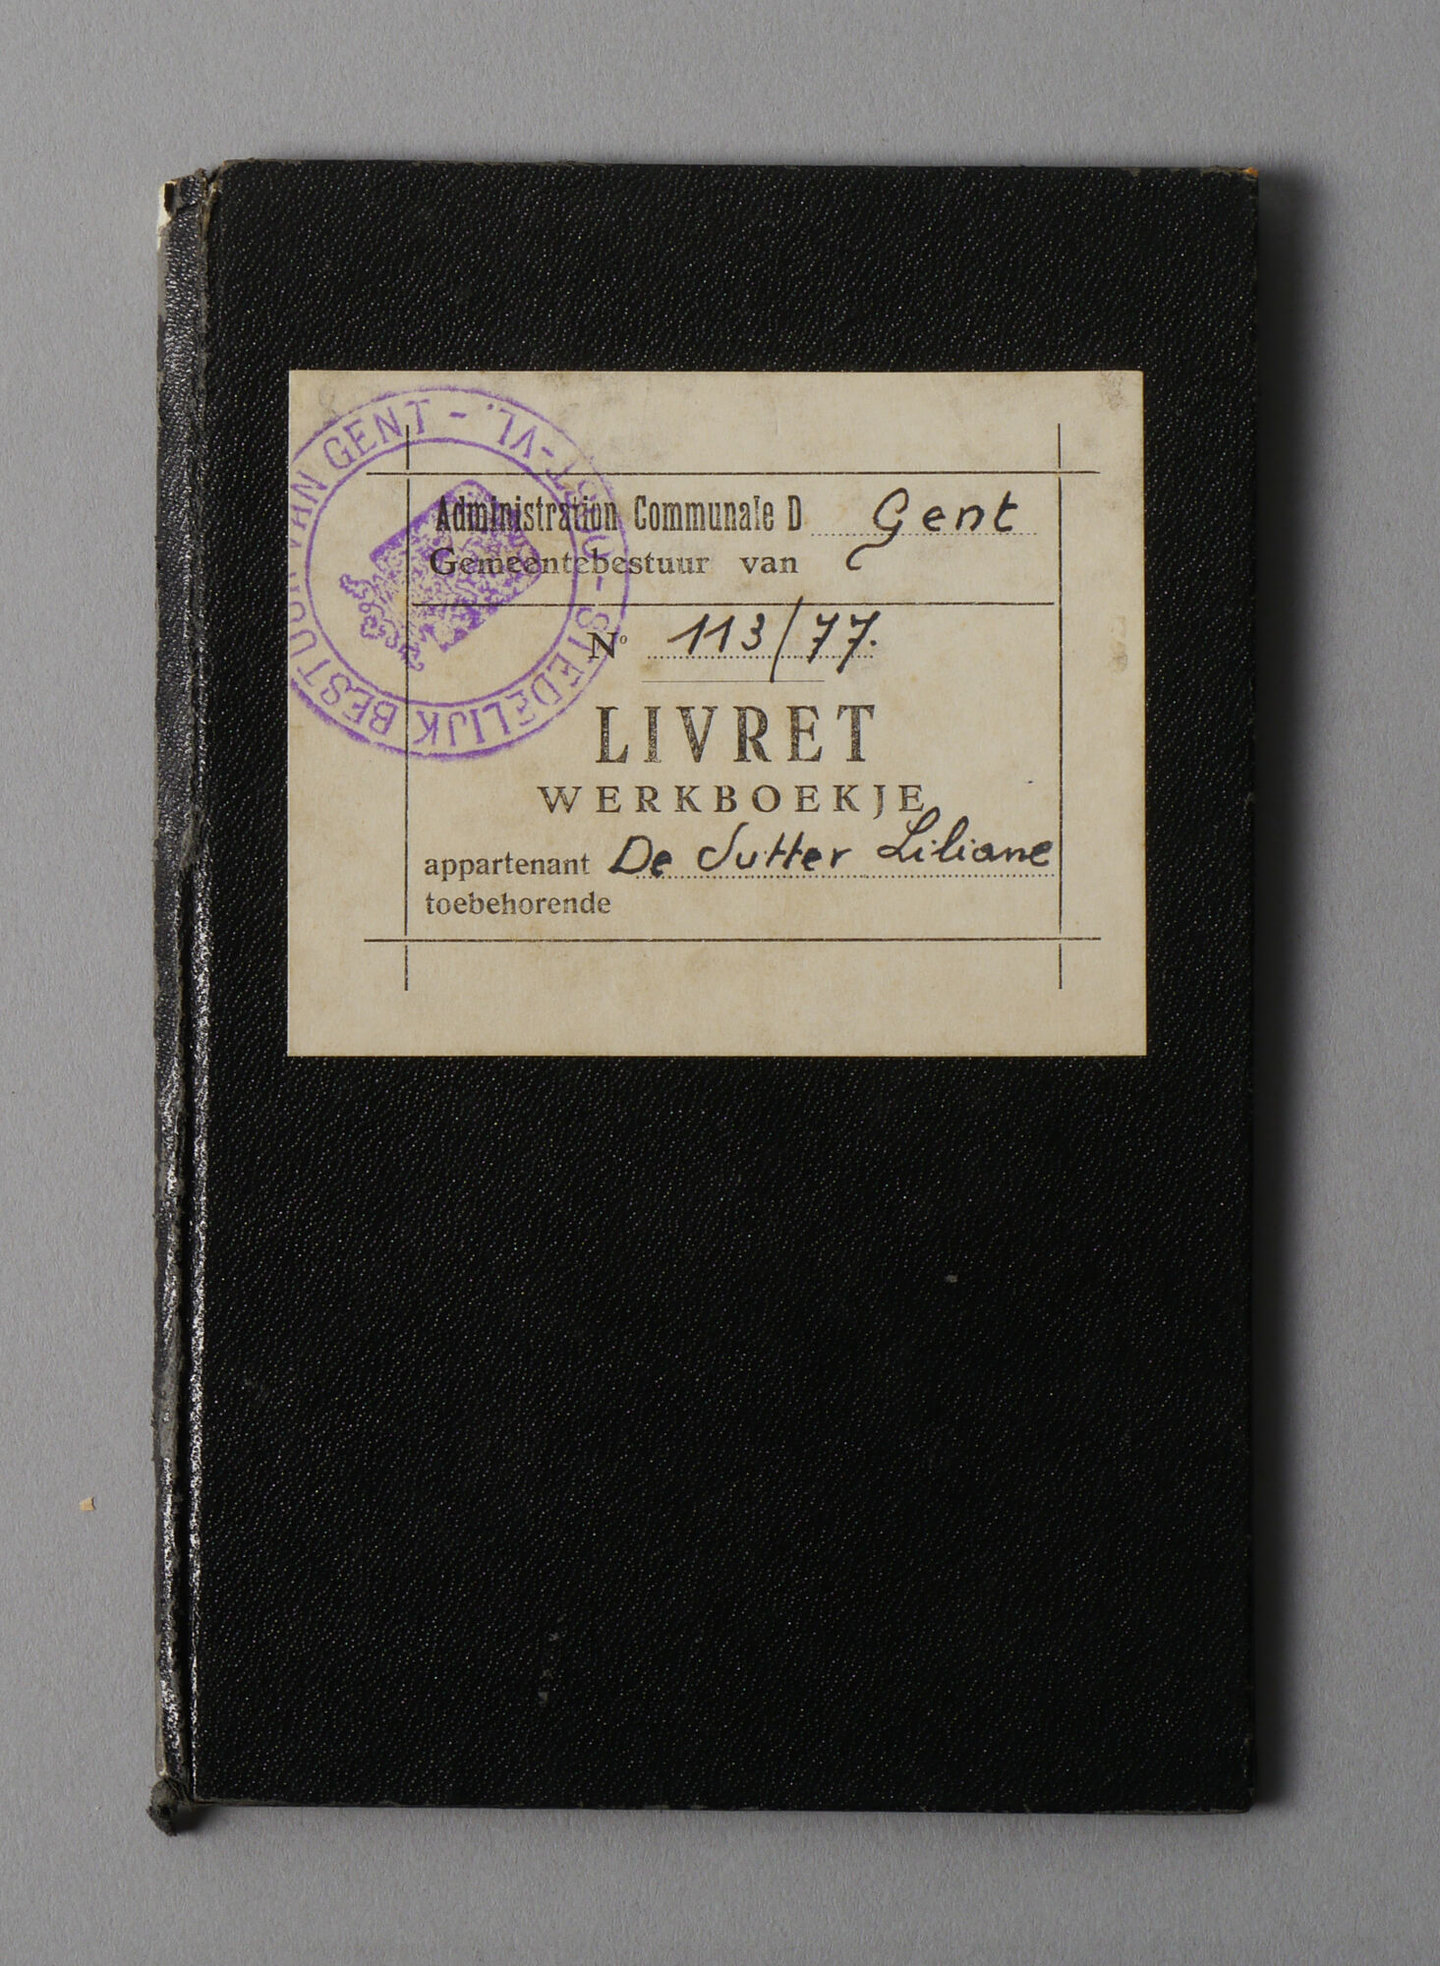 STEDELIJK BESTUUR VAN GENT - O.-VL. -
Administration Communale D Gent
Gemeentebestuur van
Nº 113/77.
LIVRET
WERKBOEKJE
appartenant De Sutter Liliane
toebehorende